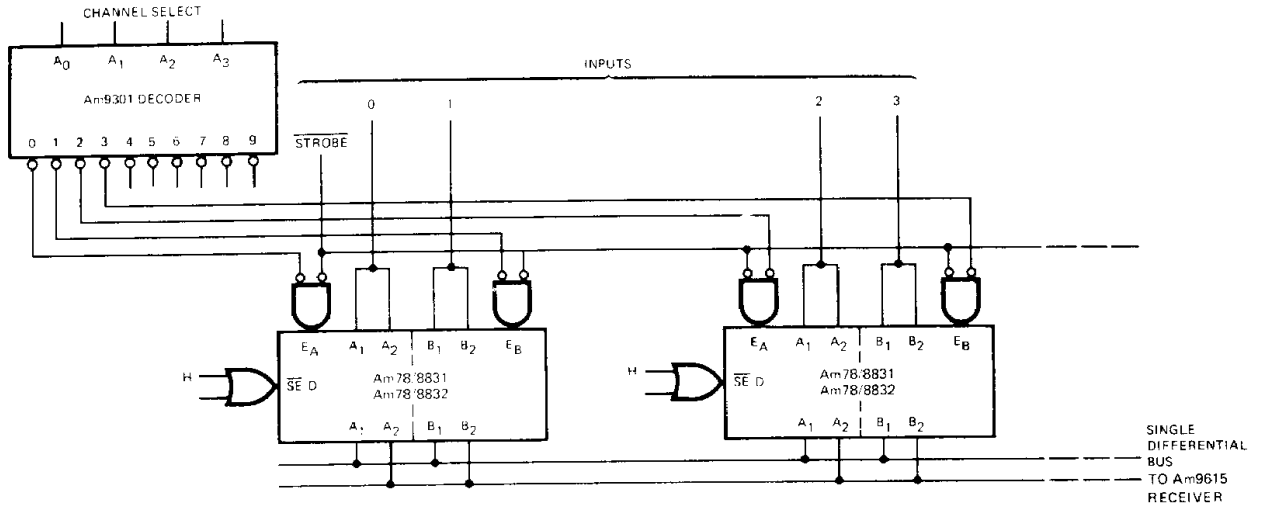 CHANNEL SELECT
A0 A1 A2 A3
Am9301 DECODER
0 1 2 3 4 5 6 7 8 9
INPUTS
0 1 2 3
STROBE
EA A1 A2 B1 B2 EB
H
SE D
Am78/8831
Am78/8832
A1 A2 B1 B2
EA A1 A2 B1 B2 EB
H
SE D
Am78/8831
Am78/8832
A1 A2 B1 B2
SINGLE
DIFFERENTIAL
BUS
TO Am9615
RECEIVER